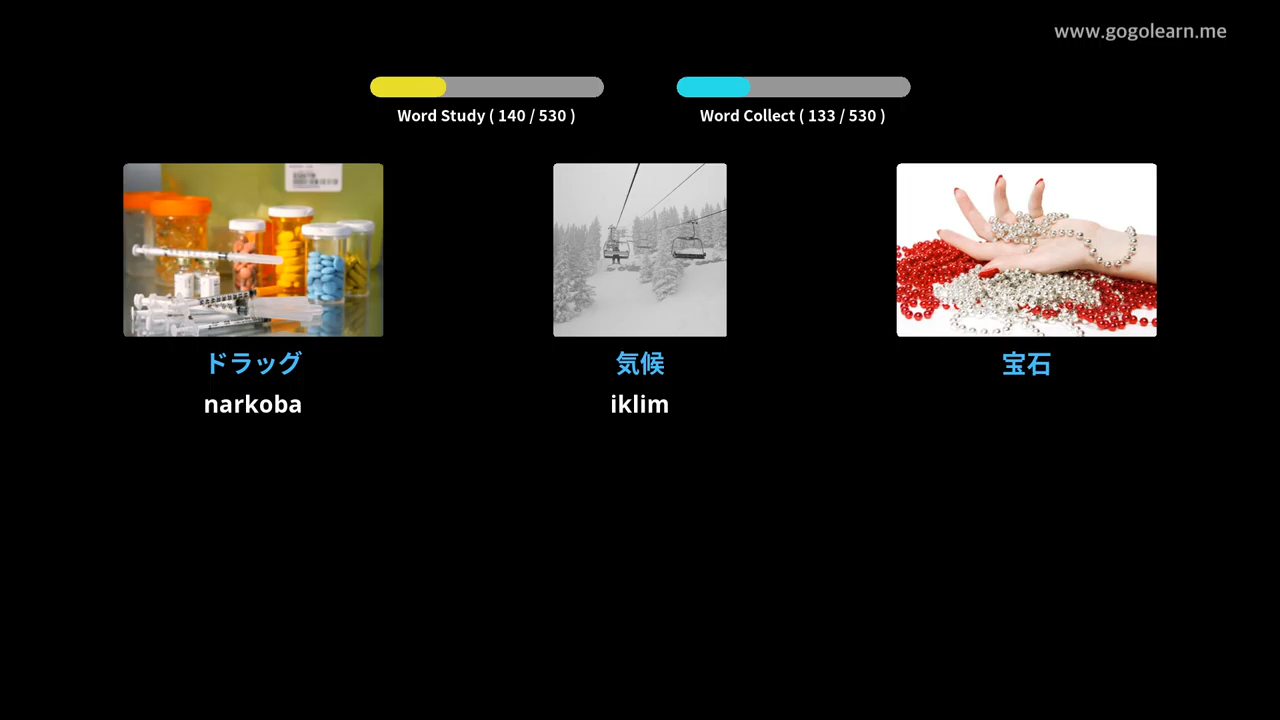 www.gogolearn.me
Word Study ( 140 / 530 )
Word Collect ( 133 / 530 )
ドラッグ
narkoba
気候
iklim
宝石